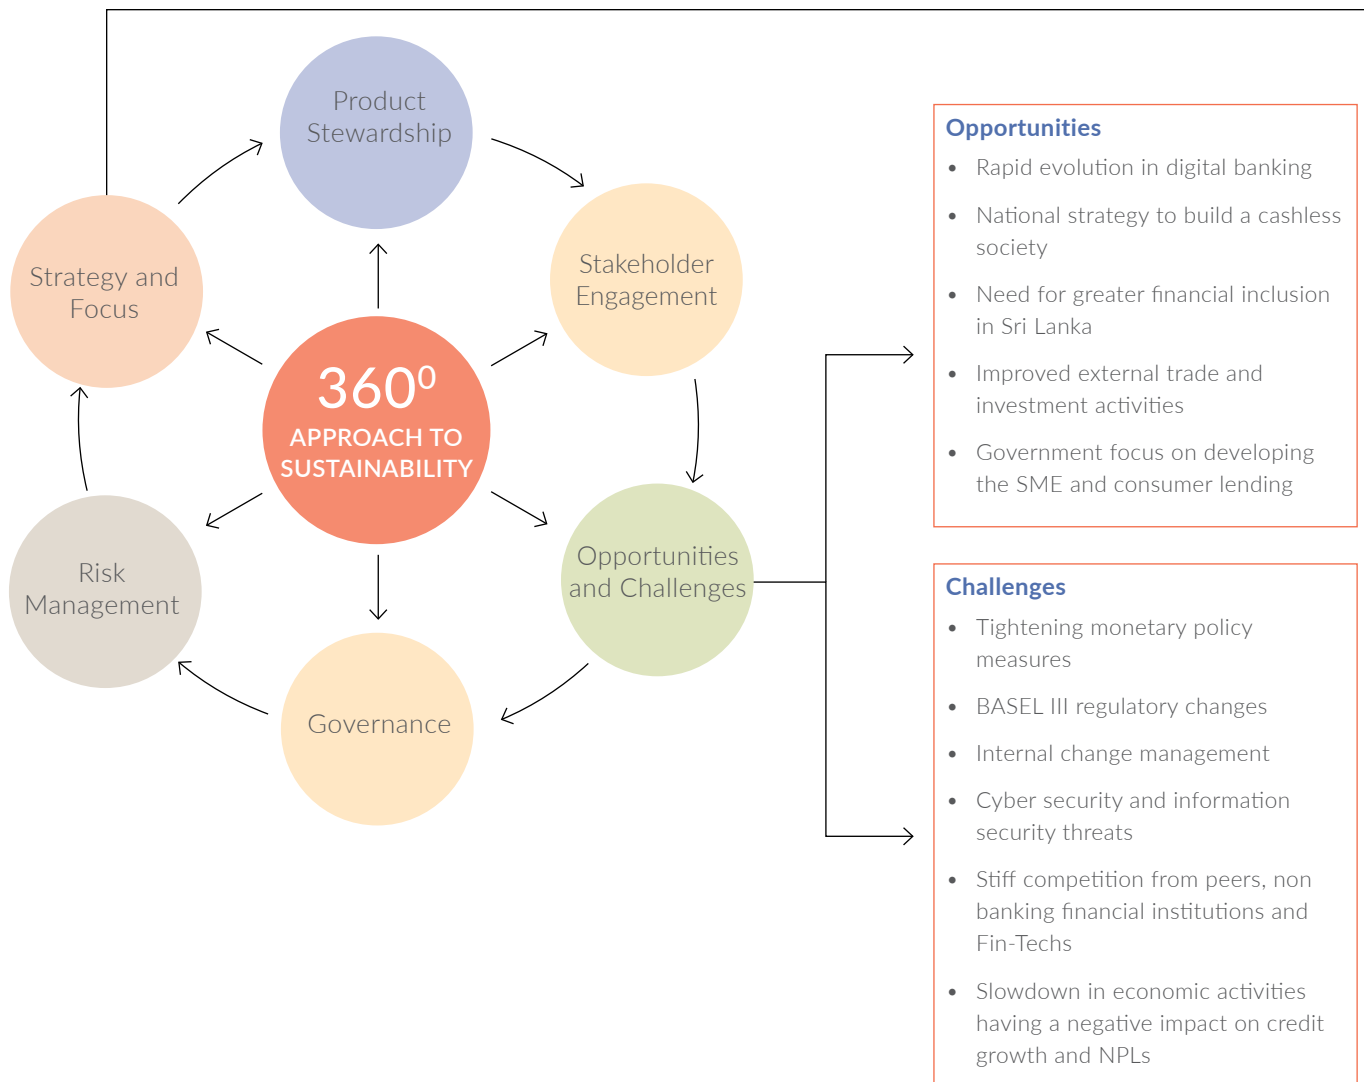 Product
Stewardship
Stakeholder
Engagement
Strategy and
Focus
360⁰
APPROACH TO
SUSTAINABILITY
Opportunities
and Challenges
Risk
Management
Governance
Opportunities
• Rapid evolution in digital banking
• National strategy to build a cashless
society
• Need for greater financial inclusion
in Sri Lanka
• Improved external trade and
investment activities
• Government focus on developing
the SME and consumer lending
Challenges
• Tightening monetary policy
measures
• BASEL III regulatory changes
• Internal change management
• Cyber security and information
security threats
• Stiff competition from peers, non
banking financial institutions and
Fin-Techs
• Slowdown in economic activities
having a negative impact on credit
growth and NPLs